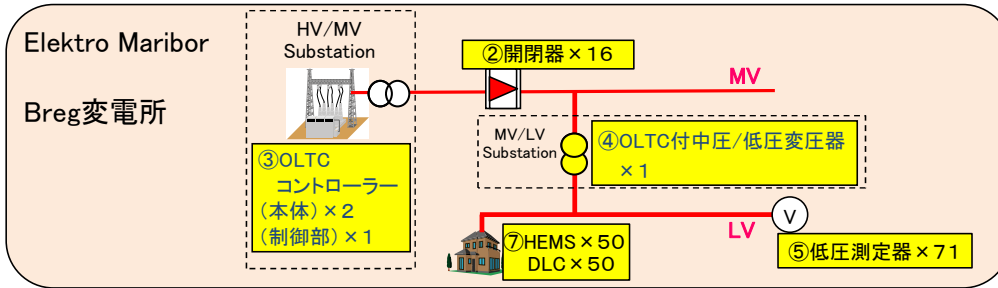 Elektro Maribor
Breg変電所
HV/MV
Substation
②開閉器×16
MV
③OLTC
コントローラー
(本体)×2
(制御部)×1
MV/LV
Substation
④OLTC付中圧/低圧変圧器
×1
LV
V
⑦HEMS×50
DLC×50
⑤低圧測定器×71